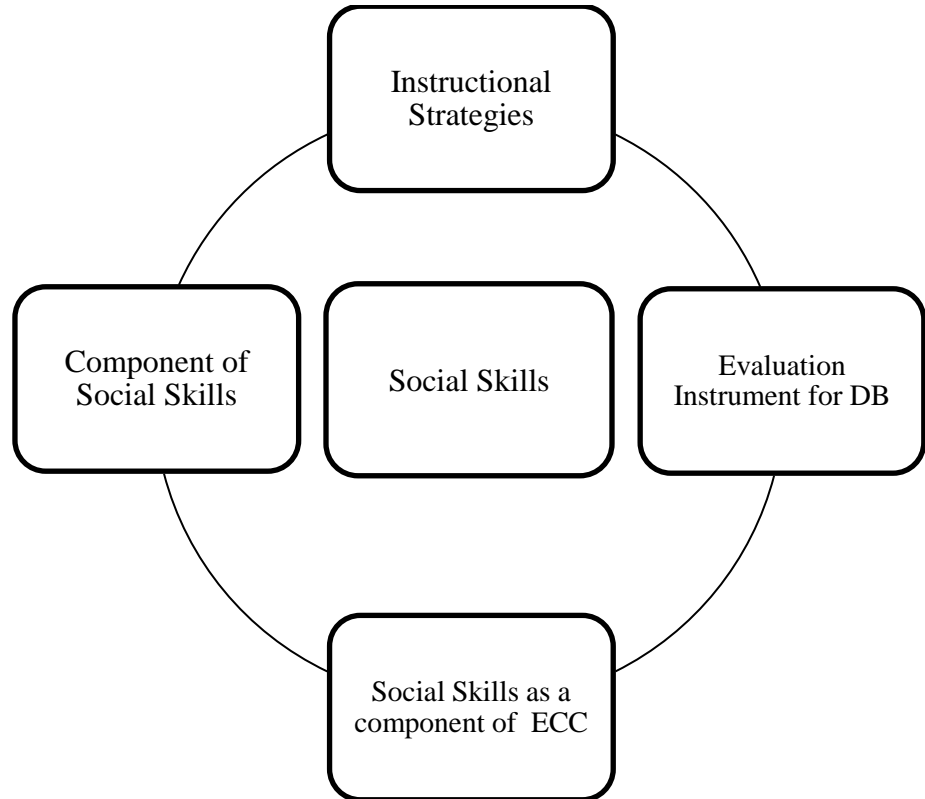 Instructional
Strategies
Component of
Social Skills
Social Skills
Evaluation
Instrument for DB
Social Skills as a
component of  ECC